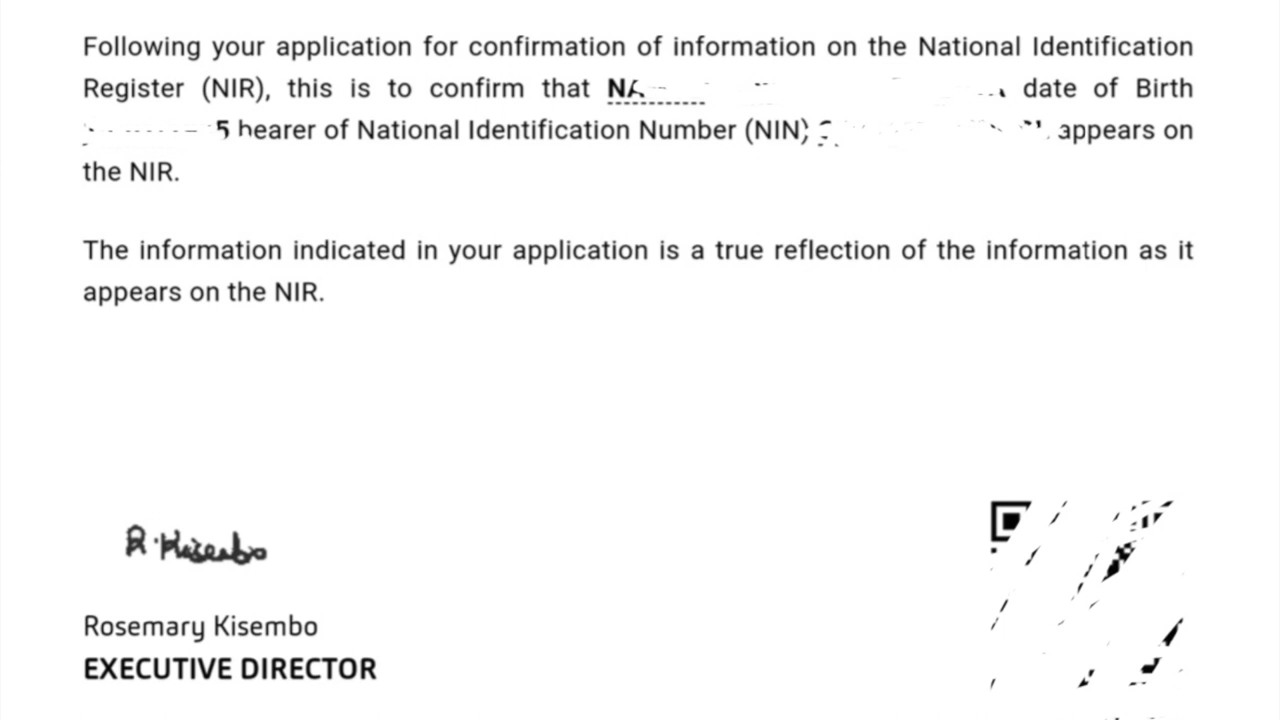 Following your application for confirmation of information on the National Identification
Register (NIR), this is to confirm that date of Birth
bearer of National Identification Number (NIN) appears on
the NIR.
The information indicated in your application is a true reflection of the information as it
appears on the NIR.
R. Kisembo
Rosemary Kisembo
EXECUTIVE DIRECTOR